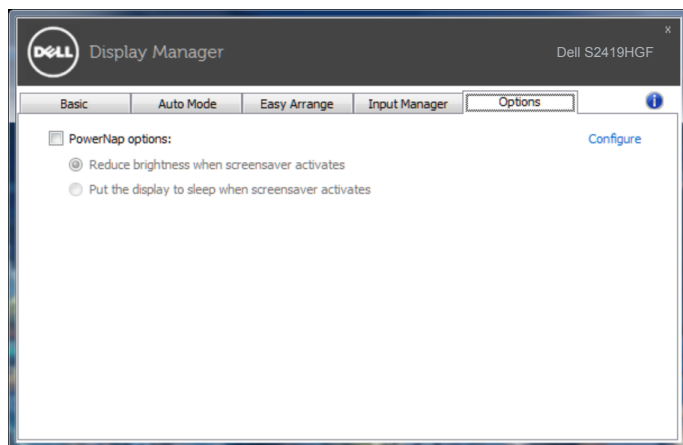 x
DELL Display Manager Dell S2419HGF
Basic Auto Mode Easy Arrange Input Manager Options i
PowerNap options: Configure
Reduce brightness when screensaver activates
Put the display to sleep when screensaver activates